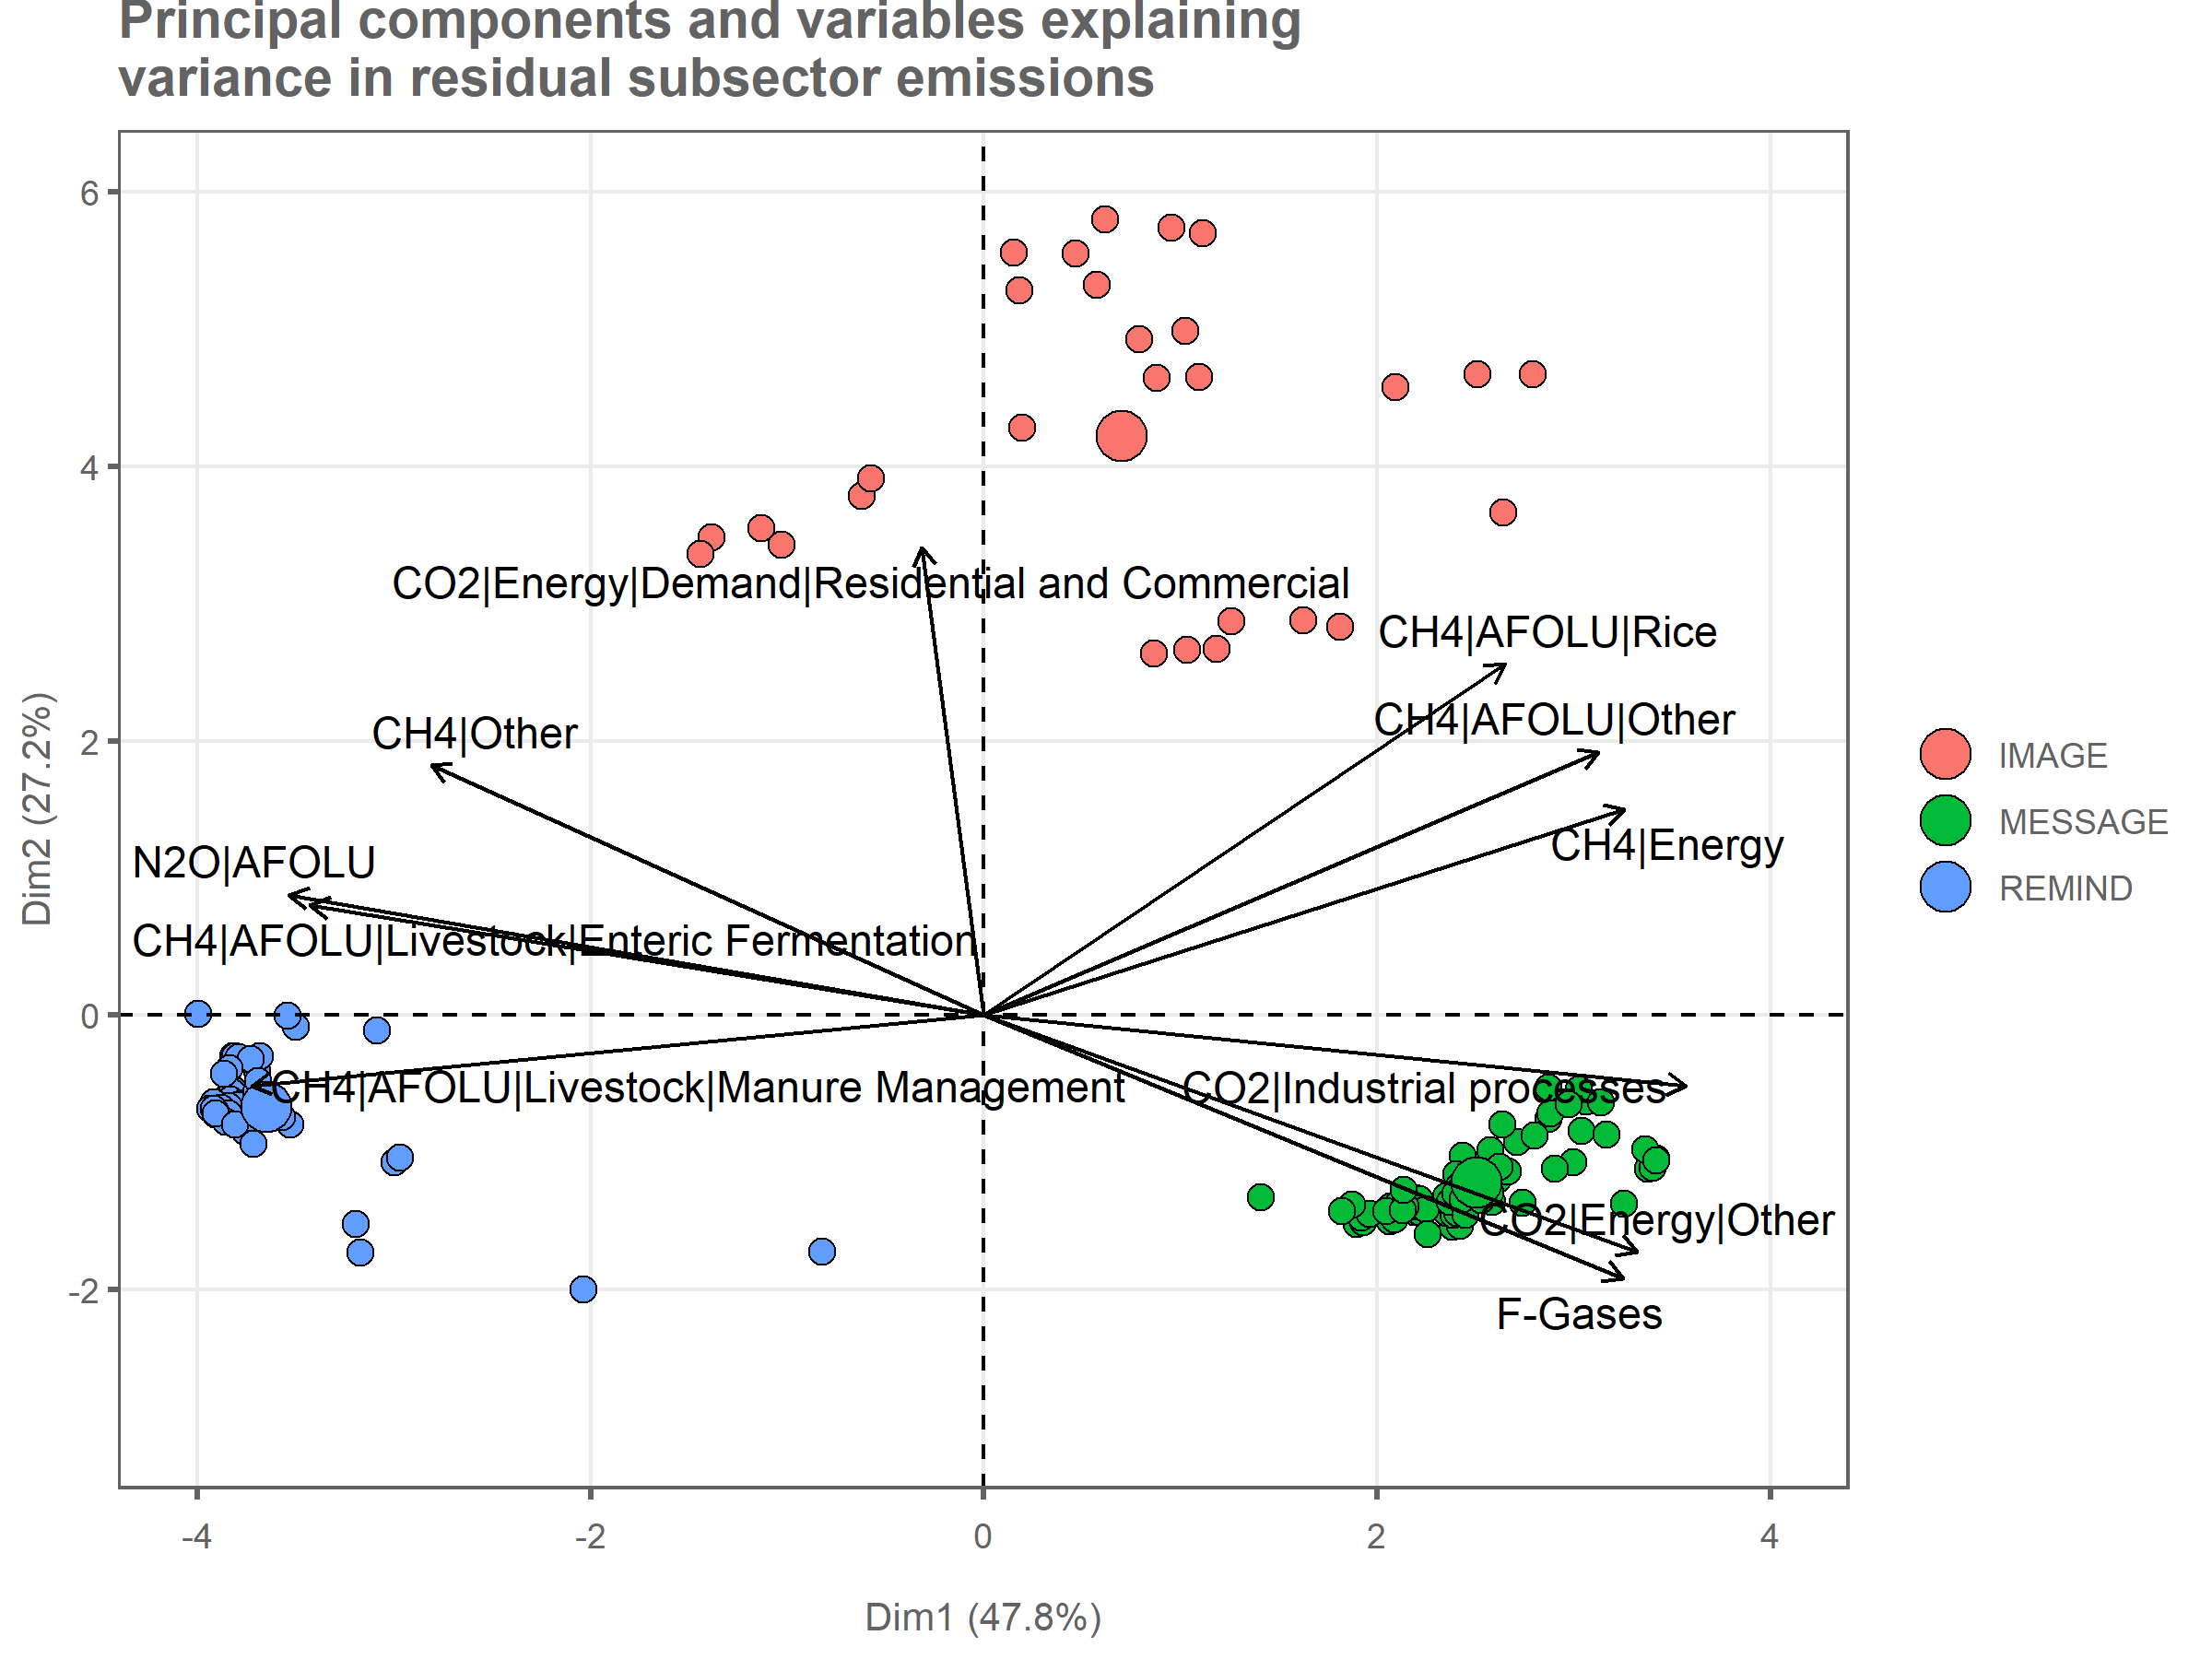 Principal components and variables explaining
variance in residual subsector emissions
6
4
2
0
-2
Dim2 (27.2%)
CO2|Energy|Demand|Residential and Commercial
CH4|AFOLU|Rice
CH4|AFOLU|Other
CH4|Other
CH4|Energy
N2O|AFOLU
CH4|AFOLU|Livestock|Enteric Fermentation
CH4|AFOLU|Livestock|Manure Management
CO2|Industrial processes
CO2|Energy|Other
F-Gases
IMAGE
MESSAGE
REMIND
-4
-2
0
2
4
Dim1 (47.8%)